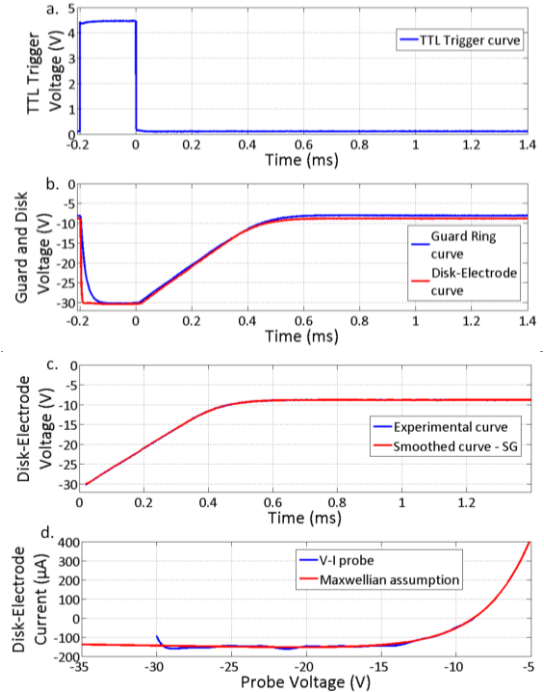 a.
TTL Trigger
Voltage (V)
5
4
3
2
1
0
TTL Trigger curve
-0.2 0 0.2 0.4 0.6 0.8 1 1.2 1.4
Time (ms)
b.
Guard and Disk
Voltage (V)
0
-5
-10
-15
-20
-25
-30
Guard Ring
curve
Disk-Electrode
curve
-0.2 0 0.2 0.4 0.6 0.8 1 1.2 1.4
Time (ms)
c.
Disk-Electrode
Voltage (V)
0
-5
-10
-15
-20
-25
-30
Experimental curve
Smoothed curve - SG
0 0.2 0.4 0.6 0.8 1 1.2
Time (ms)
d.
Disk-Electrode
Current (µA)
400
300
200
100
0
-100
-200
V-I probe
Maxwellian assumption
-35 -30 -25 -20 -15 -10 -5
Probe Voltage (V)